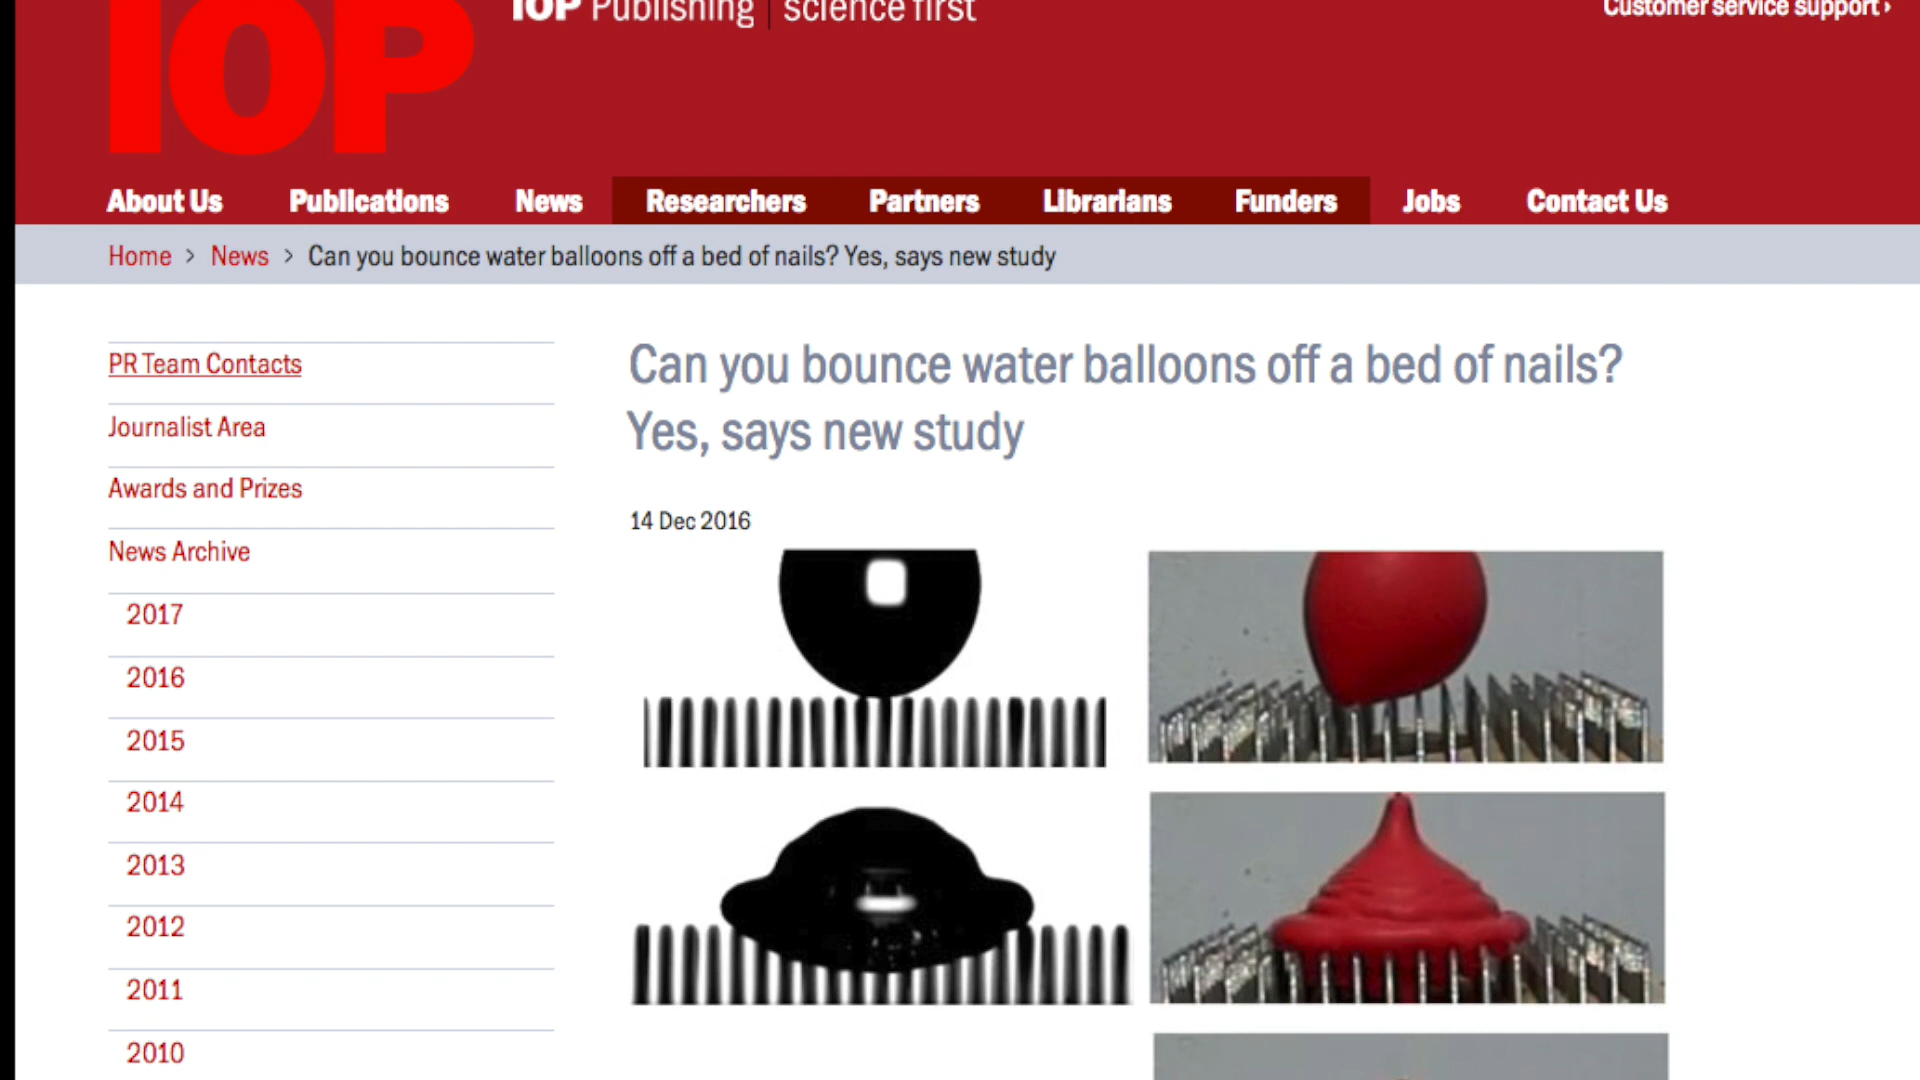 IOP
IOP Publishing | science first
Customer service support ›
About Us
Publications
News
Researchers
Partners
Librarians
Funders
Jobs
Contact Us
Home > News > Can you bounce water balloons off a bed of nails? Yes, says new study
PR Team Contacts
Journalist Area
Awards and Prizes
News Archive
2017
2016
2015
2014
2013
2012
2011
2010
Can you bounce water balloons off a bed of nails?
Yes, says new study
14 Dec 2016